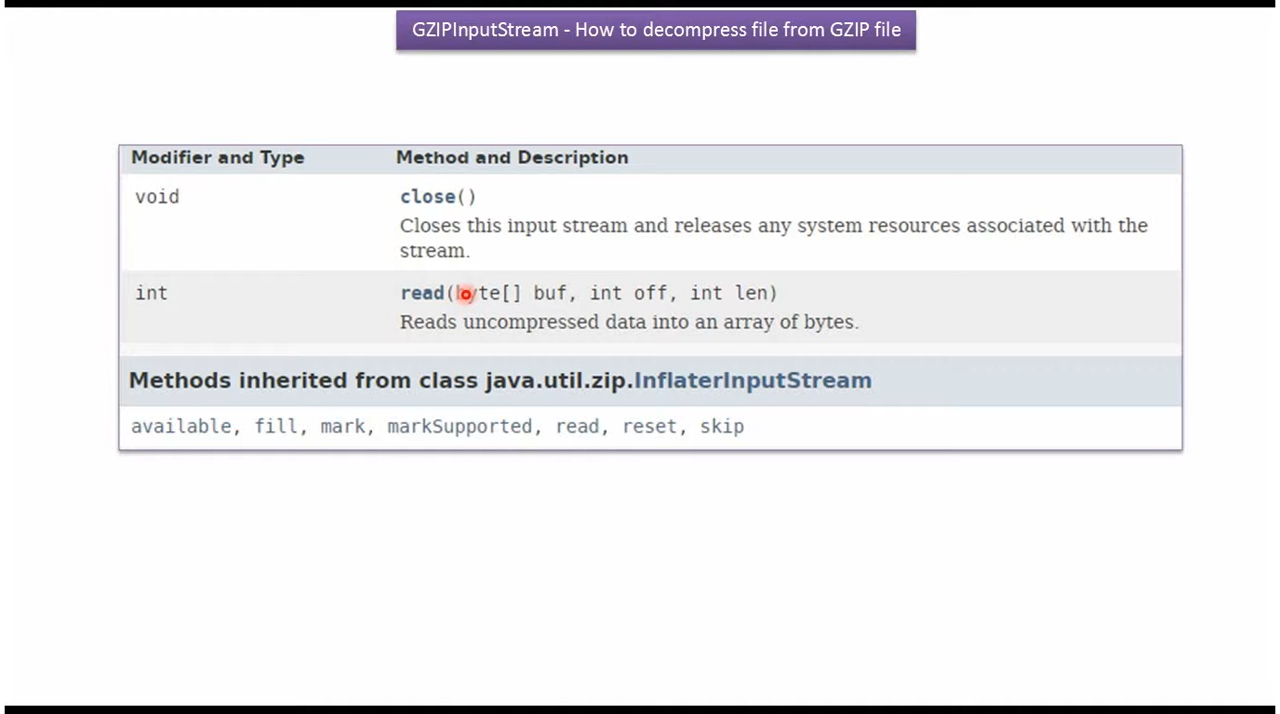 GZIPInputStream - How to decompress file from GZIP file
Modifier and Type Method and Description
void close()
Closes this input stream and releases any system resources associated with the
stream.
int read(byte[] buf, int off, int len)
Reads uncompressed data into an array of bytes.
Methods inherited from class java.util.zip.InflaterInputStream
available, fill, mark, markSupported, read, reset, skip